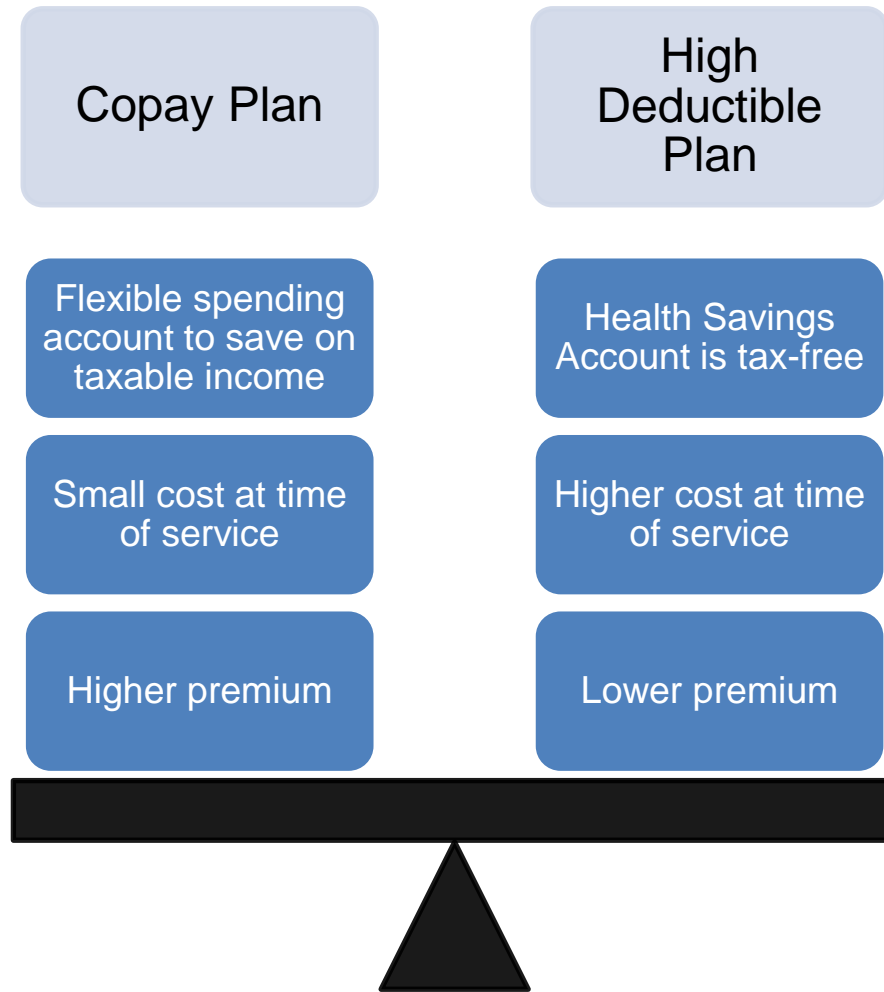 Copay Plan
High
Deductible
Plan
Flexible spending
account to save on
taxable income
Health Savings
Account is tax-free
Small cost at time
of service
Higher cost at time
of service
Higher premium
Lower premium